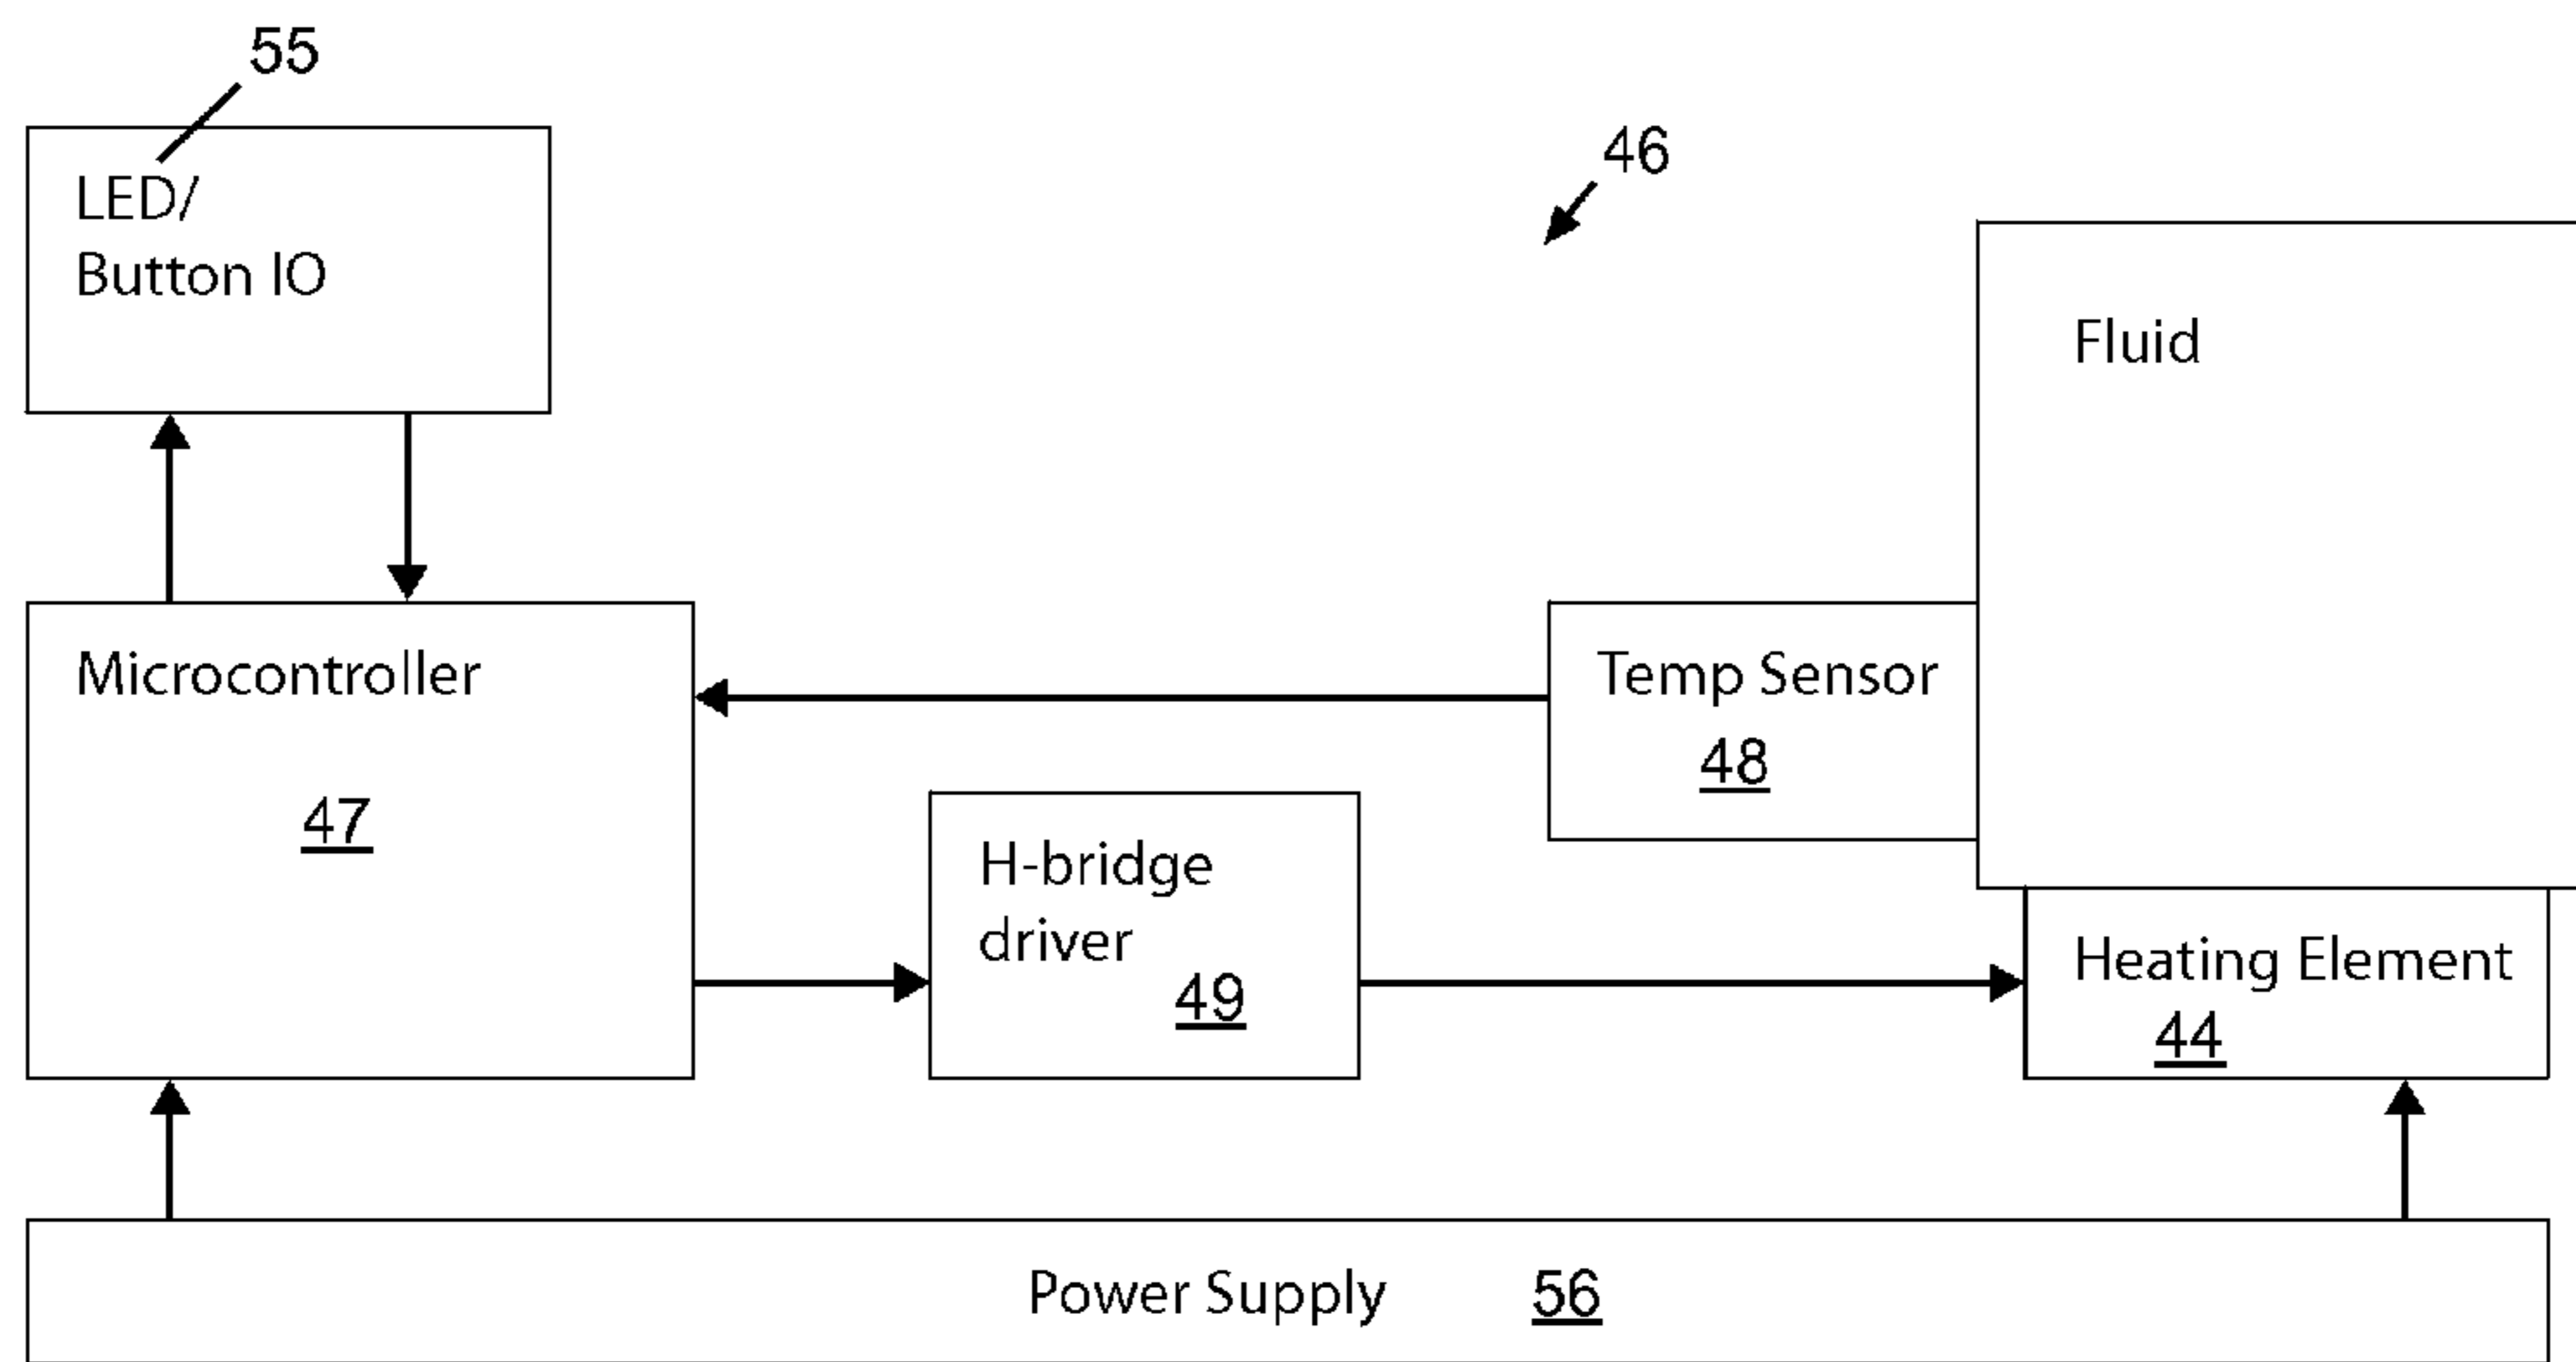 55
LED/
Button IO
46
Fluid
Microcontroller
47
Temp Sensor
48
H-bridge
driver
49
Heating Element
44
Power Supply 56